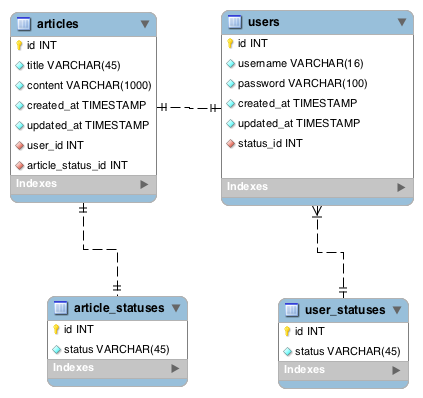 articles
id INT
title VARCHAR(45)
content VARCHAR(1000)
created_at TIMESTAMP
updated_at TIMESTAMP
user_id INT
article_status_id INT
Indexes
users
id INT
username VARCHAR(16)
password VARCHAR(100)
created_at TIMESTAMP
updated_at TIMESTAMP
status_id INT
Indexes
article_statuses
id INT
status VARCHAR(45)
Indexes
user_statuses
id INT
status VARCHAR(45)
Indexes